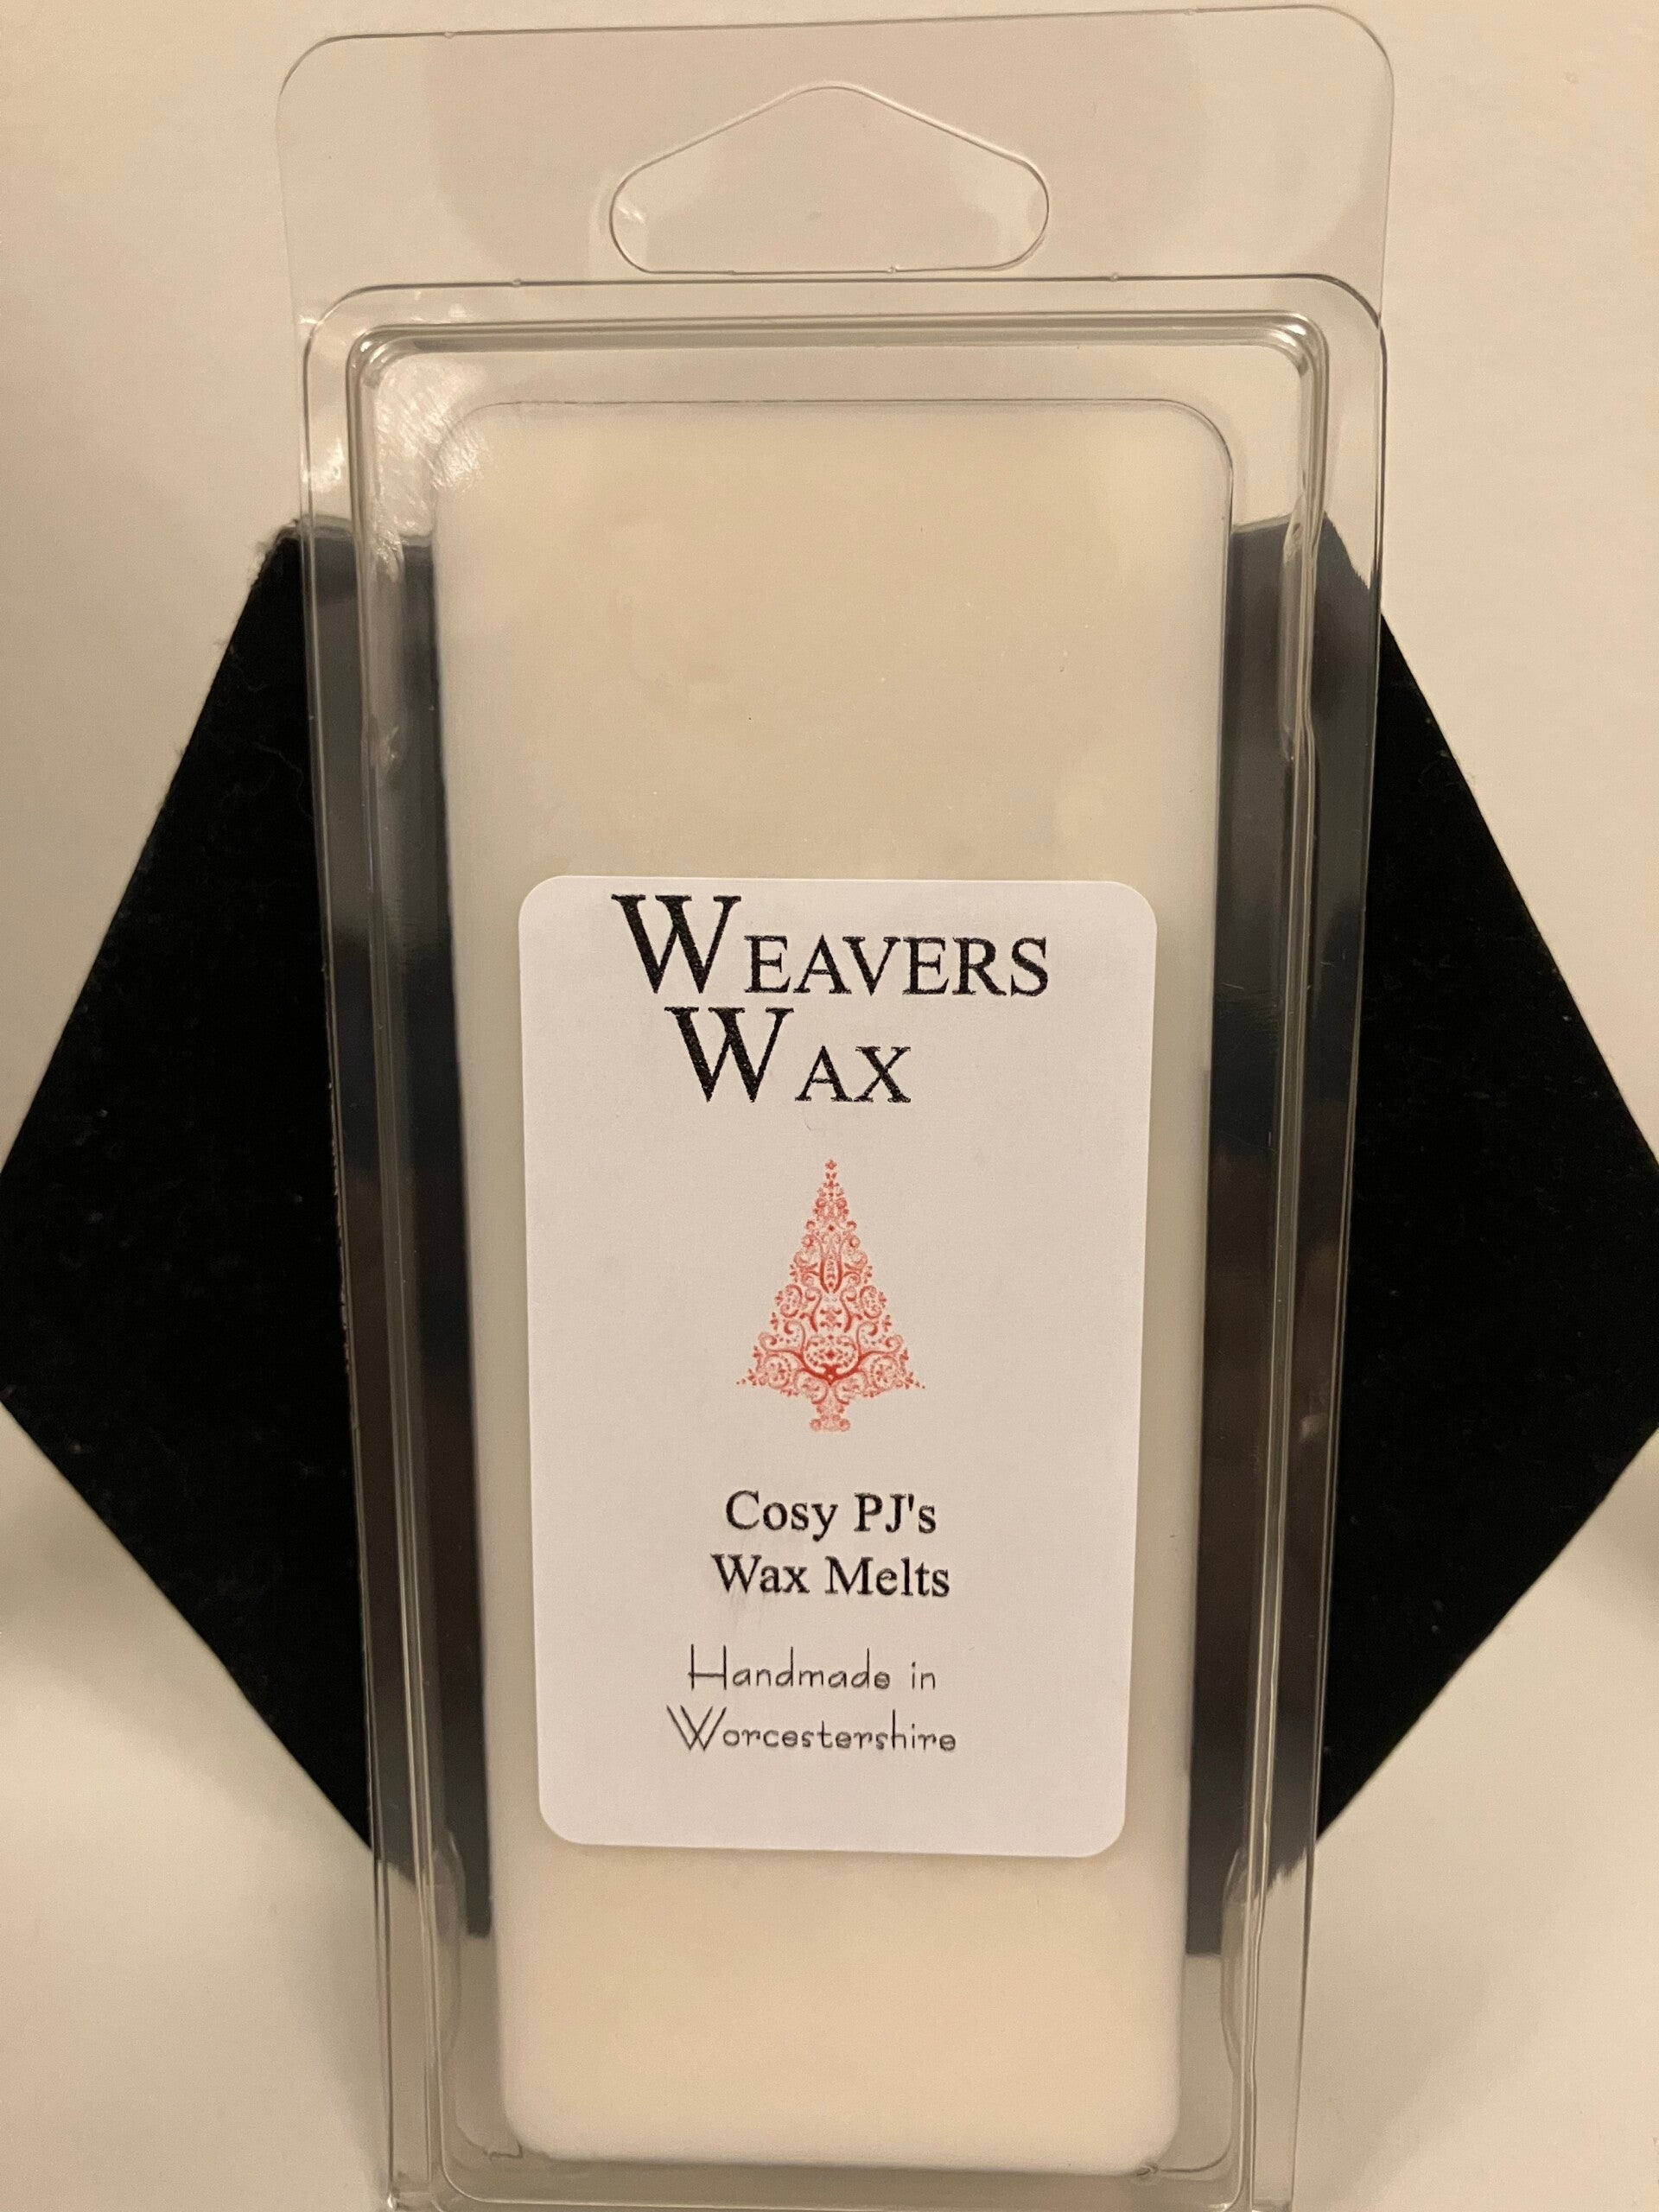 WEAVERS
WAX
Cosy PJ's
Wax Melts
Handmade in
Worcestershire